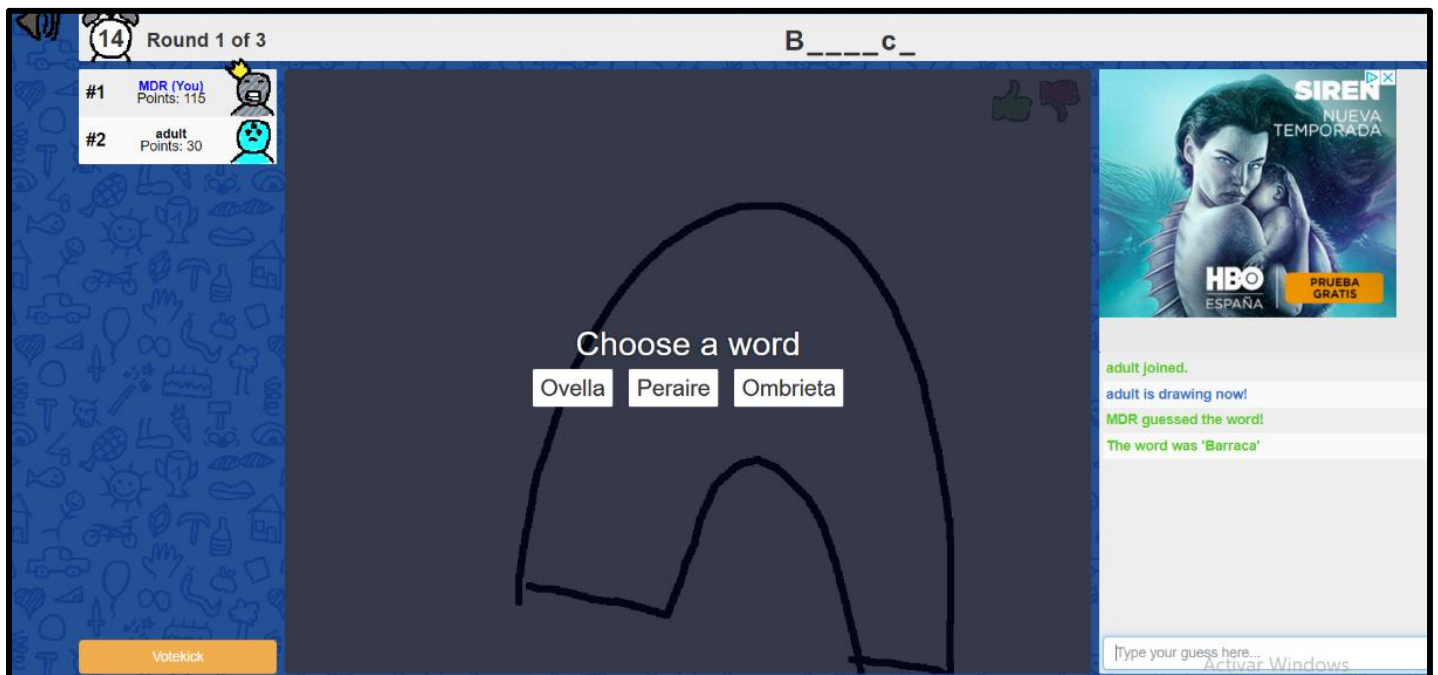 14 Round 1 of 3
B____c_
#1 MDR (You)
Points: 115
#2 adult
Points: 30
Choose a word
Ovella Peraire Ombrieta
Votekick
SIREN
NUEVA
TEMPORADA
HBO
ESPAÑA
PRUEBA
GRATIS
adult joined.
adult is drawing now!
MDR guessed the word!
The word was 'Barraca'
Type your guess here...
Activar Windows